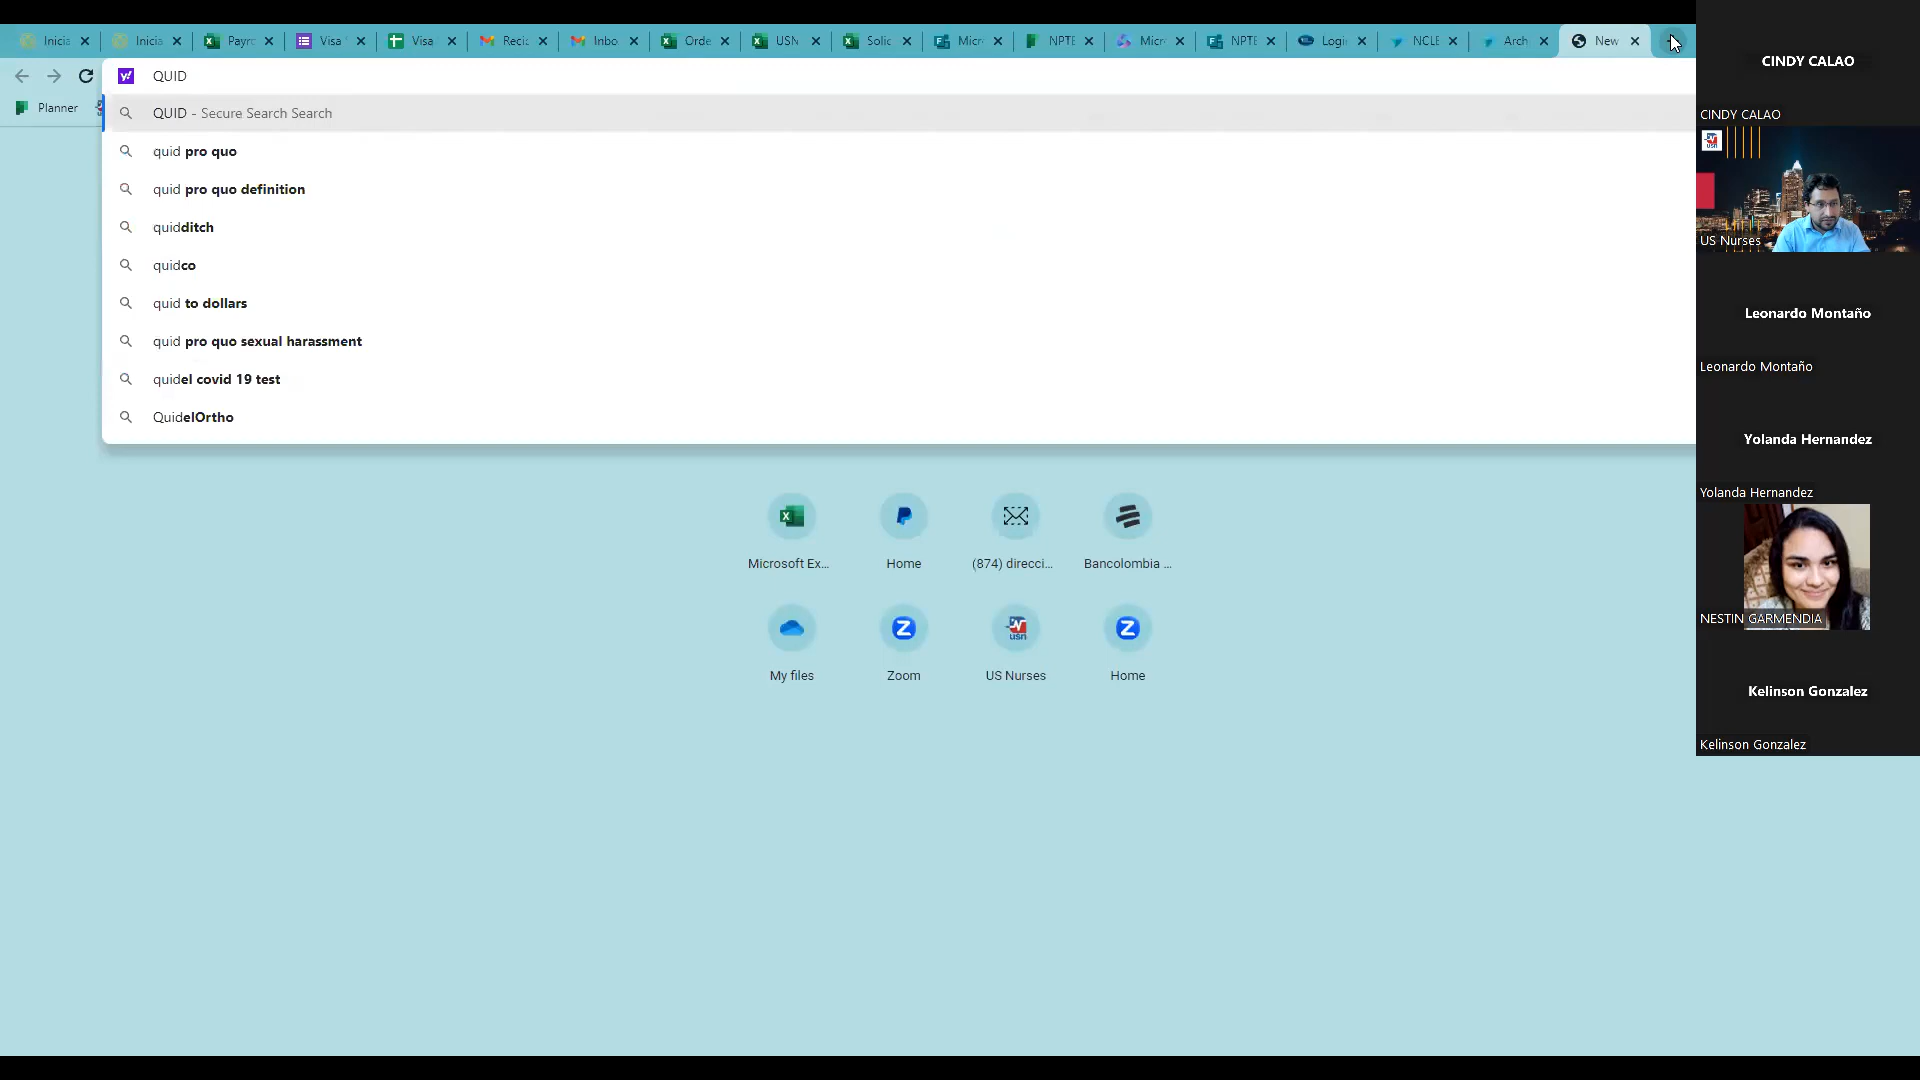 Inicia
Inicia
Payro
Visa
Visa
Recic
Inbo
Orde
USN
Solic
Micr
NPTE
Micr
NPTE
Logi
NCLE
Arch
New
QUID
Planner
QUID - Secure Search Search
quid pro quo
quid pro quo definition
quidditch
quidco
quid to dollars
quid pro quo sexual harassment
quidel covid 19 test
QuidelOrtho
Microsoft Ex...
Home
(874) direcci...
Bancolombia ...
My files
Zoom
US Nurses
Home
CINDY CALAO
CINDY CALAO
US Nurses
Leonardo Montaño
Leonardo Montaño
Yolanda Hernandez
Yolanda Hernandez
NESTIN GARMENDIA
Kelinson Gonzalez
Kelinson Gonzalez